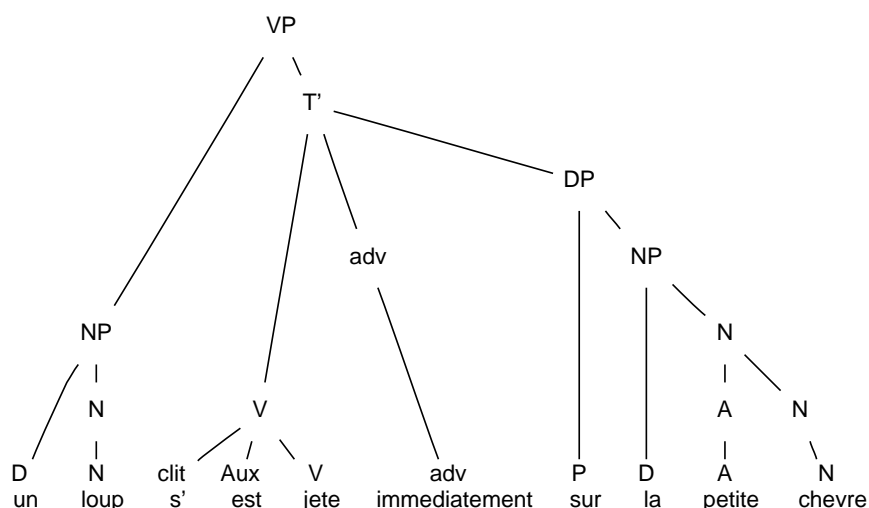 VP
T’
DP
adv
NP
NP
N
N
V
A
N
D
N
clit
Aux
V
adv
P
D
A
N
un loup s’ est jete immediatement sur la petite chevre